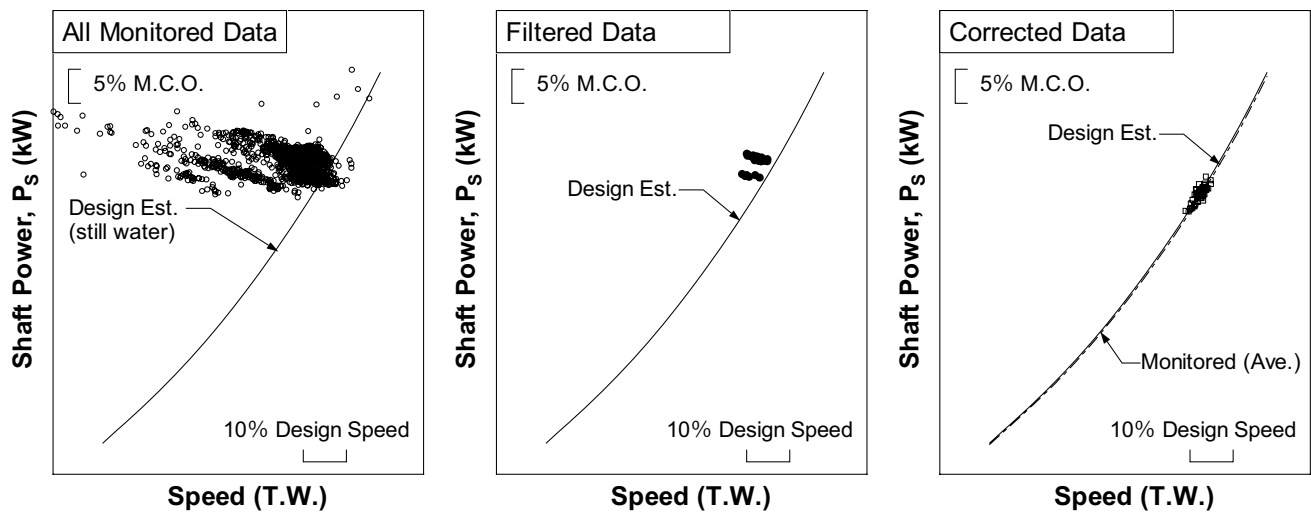 All Monitored Data
5% M.C.O.
Design Est.
(still water)
10% Design Speed
Shaft Power, PS (kW)
Speed (T.W.)
Filtered Data
5% M.C.O.
Design Est.
10% Design Speed
Shaft Power, PS (kW)
Speed (T.W.)
Corrected Data
5% M.C.O.
Design Est.
Monitored (Ave.)
10% Design Speed
Shaft Power, PS (kW)
Speed (T.W.)